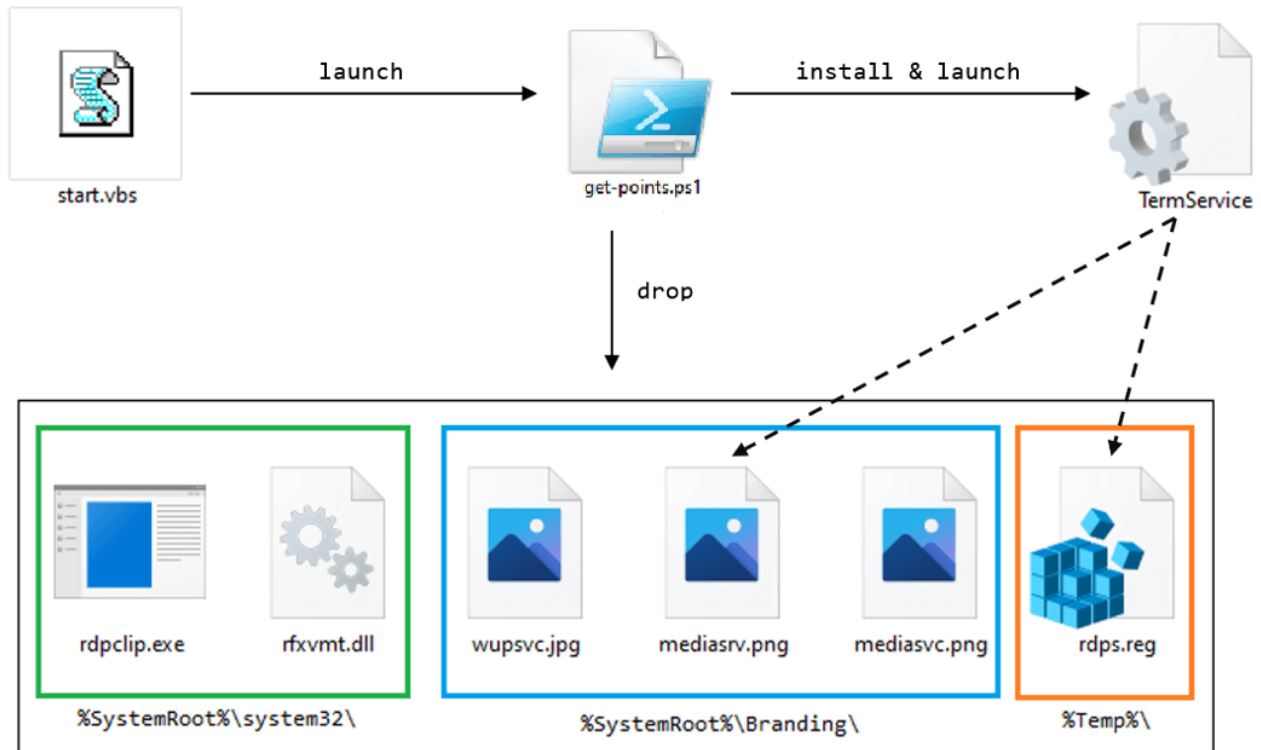 launch
install & launch
start.vbs
get-points.ps1
TermService
drop
rdpclip.exe
rfxvmt.dll
wupsvc.jpg
mediasrv.png
mediasvc.png
rdps.reg
%SystemRoot%\system32\
%SystemRoot%\Branding\
%Temp%\